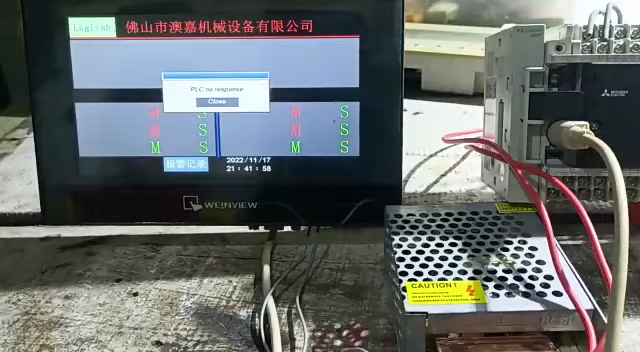 English
佛山市澳嘉机械设备有限公司
PLC no response
Close
M S M S
M S M S
M S M S
报警记录
2022/11/17
21:41:58
WEINVIEW
MITSUBISHI
CAUTION!